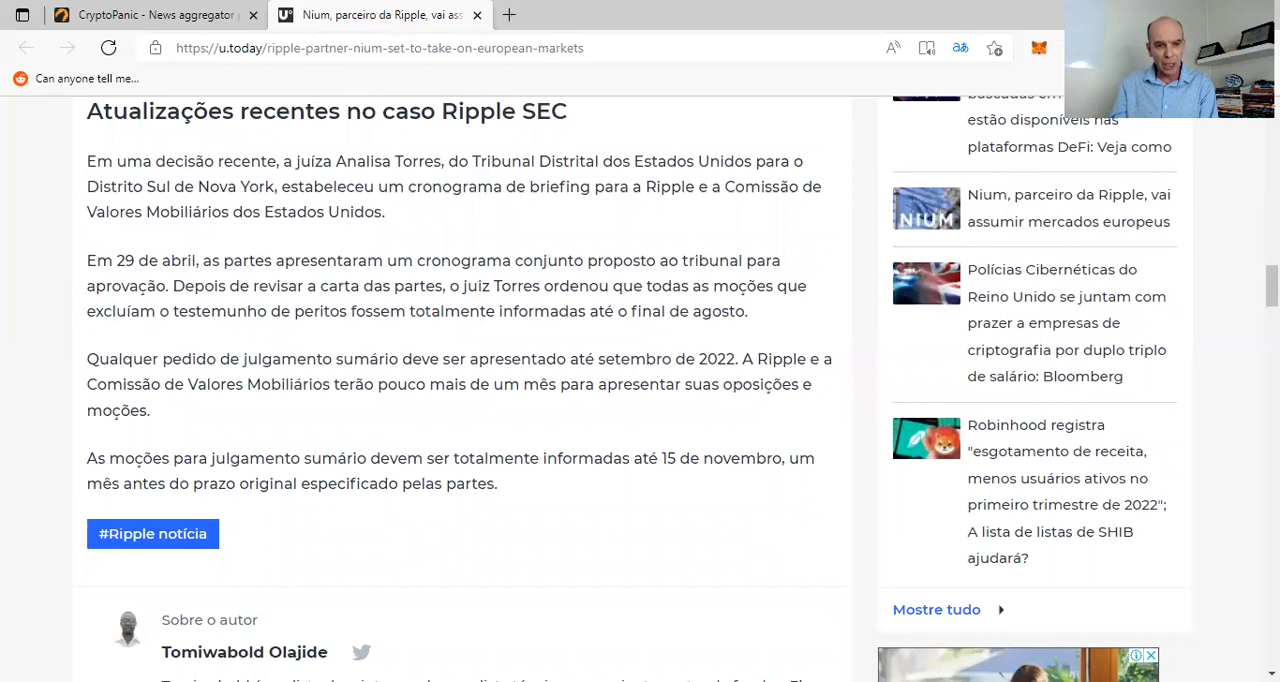 CryptoPanic - News aggregator
Nium, parceiro da Ripple, vai ass
https://u.today/ripple-partner-nium-set-to-take-on-european-markets
Can anyone tell me...
Atualizações recentes no caso Ripple SEC
Em uma decisão recente, a juíza Analisa Torres, do Tribunal Distrital dos Estados Unidos para o
Distrito Sul de Nova York, estabeleceu um cronograma de briefing para a Ripple e a Comissão de
Valores Mobiliários dos Estados Unidos.
Em 29 de abril, as partes apresentaram um cronograma conjunto proposto ao tribunal para
aprovação. Depois de revisar a carta das partes, o juiz Torres ordenou que todas as moções que
excluíam o testemunho de peritos fossem totalmente informadas até o final de agosto.
Qualquer pedido de julgamento sumário deve ser apresentado até setembro de 2022. A Ripple e a
Comissão de Valores Mobiliários terão pouco mais de um mês para apresentar suas oposições e
moções.
As moções para julgamento sumário devem ser totalmente informadas até 15 de novembro, um
mês antes do prazo original especificado pelas partes.
#Ripple notícia
Sobre o autor
Tomiwabold Olajide
estão disponíveis nas
plataformas DeFi: Veja como
NIUM
Nium, parceiro da Ripple, vai
assumir mercados europeus
Polícias Cibernéticas do
Reino Unido se juntam com
prazer a empresas de
criptografia por duplo triplo
de salário: Bloomberg
Robinhood registra
"esgotamento de receita,
menos usuários ativos no
primeiro trimestre de 2022";
A lista de listas de SHIB
ajudará?
Mostre tudo